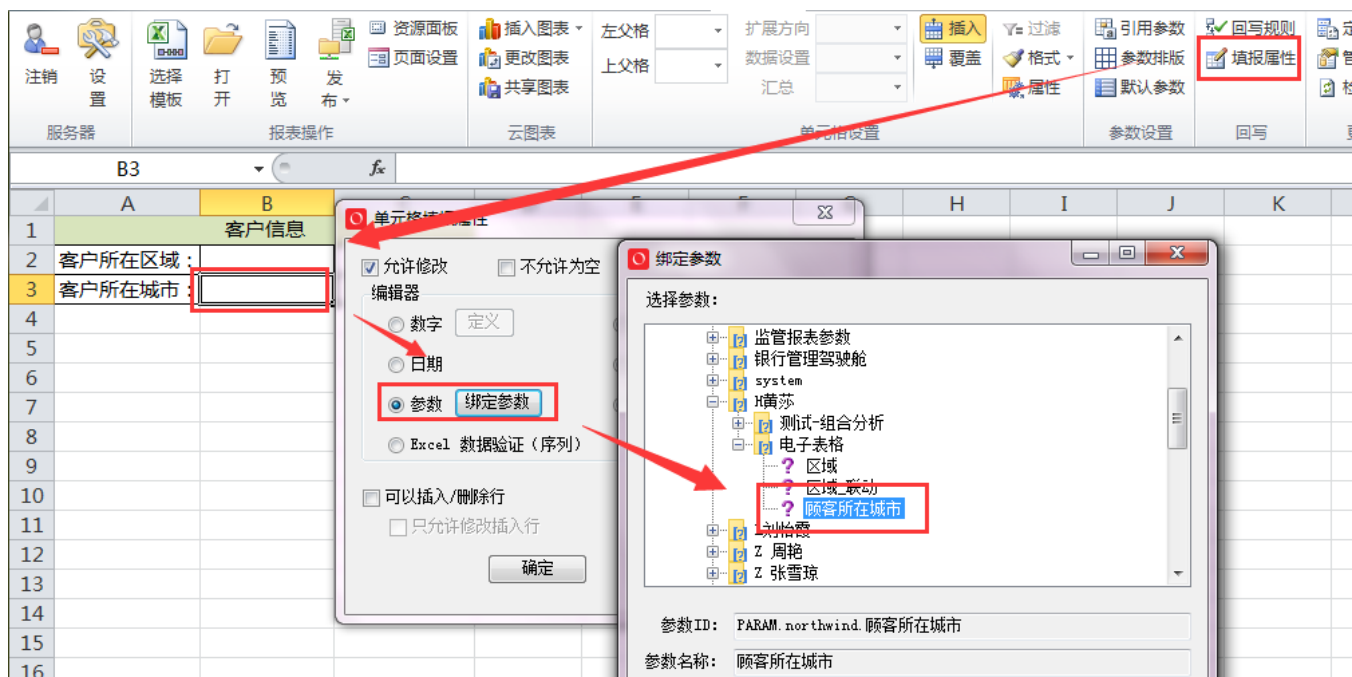 资源面板 插入图表 左父格 扩展方向 插入 过滤 引用参数 回写规则
页面设置 更改图表 上父格 数据设置 覆盖 格式 参数排版 填报属性
注销 设置 选择模板 打开 预览 发布 共享图表 汇总 属性 默认参数
服务器 报表操作 云图表 单元格设置 参数设置 回写
B3 fx
A B H I J K
1 客户信息
2 客户所在区域：
3 客户所在城市：
4
5
6
7
8
9
10
11
12
13
14
15
16
单元格填报属性
允许修改 不允许为空
编辑器
数字 定义
日期
参数 绑定参数
Excel 数据验证（序列）
可以插入/删除行
只允许修改插入行
确定
绑定参数
选择参数：
监管报表参数
银行管理驾驶舱
system
H黄莎
测试-组合分析
电子表格
区域
区域_联动
顾客所在城市
刘怡霞
Z 周艳
Z 张雪琼
参数ID： PARAM.northwind.顾客所在城市
参数名称： 顾客所在城市